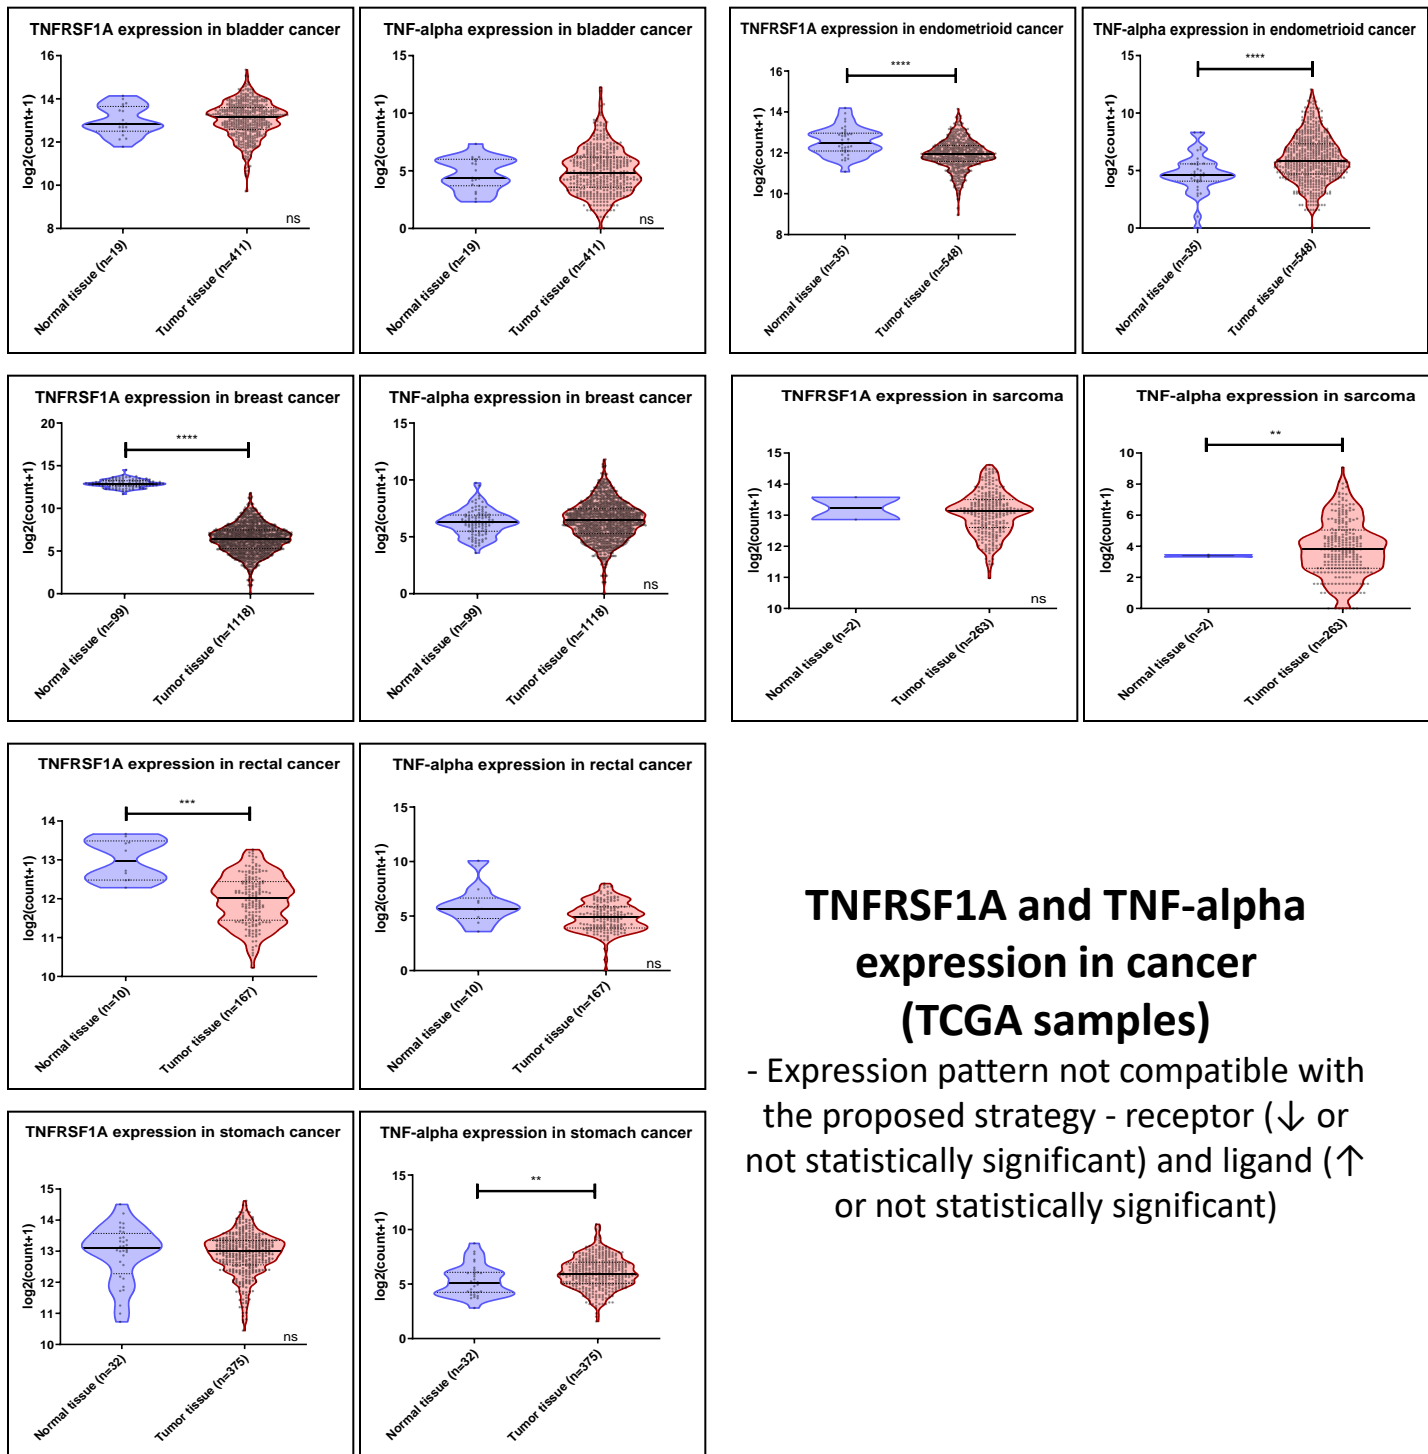 TNFRSF1A expression in bladder cancer
16
14
12
10
8
log2(count+1)
ns
Normal tissue (n=19)
Tumor tissue (n=411)
TNF-alpha expression in bladder cancer
15
10
5
0
log2(count+1)
ns
Normal tissue (n=19)
Tumor tissue (n=411)
TNFRSF1A expression in endometrioid cancer
****
16
14
12
10
8
log2(count+1)
Normal tissue (n=35)
Tumor tissue (n=548)
TNF-alpha expression in endometrioid cancer
****
15
10
5
0
log2(count+1)
Normal tissue (n=35)
Tumor tissue (n=548)
TNFRSF1A expression in breast cancer
****
20
15
10
5
0
log2(count+1)
Normal tissue (n=99)
Tumor tissue (n=1118)
TNF-alpha expression in breast cancer
15
10
5
0
log2(count+1)
ns
Normal tissue (n=99)
Tumor tissue (n=1118)
TNFRSF1A expression in sarcoma
15
14
13
12
10
log2(count+1)
ns
Normal tissue (n=2)
Tumor tissue (n=263)
TNF-alpha expression in sarcoma
**
10
8
6
4
2
0
log2(count+1)
Normal tissue (n=2)
Tumor tissue (n=263)
TNFRSF1A expression in rectal cancer
***
14
13
12
11
10
log2(count+1)
Normal tissue (n=10)
Tumor tissue (n=167)
TNF-alpha expression in rectal cancer
15
10
5
0
log2(count+1)
ns
Normal tissue (n=10)
Tumor tissue (n=167)
TNFRSF1A and TNF-alpha
expression in cancer
(TCGA samples)
- Expression pattern not compatible with
the proposed strategy - receptor (↓ or
not statistically significant) and ligand (↑
or not statistically significant)
TNFRSF1A expression in stomach cancer
15
14
13
12
11
10
log2(count+1)
ns
Normal tissue (n=32)
Tumor tissue (n=375)
TNF-alpha expression in stomach cancer
**
15
10
5
0
log2(count+1)
Normal tissue (n=32)
Tumor tissue (n=375)